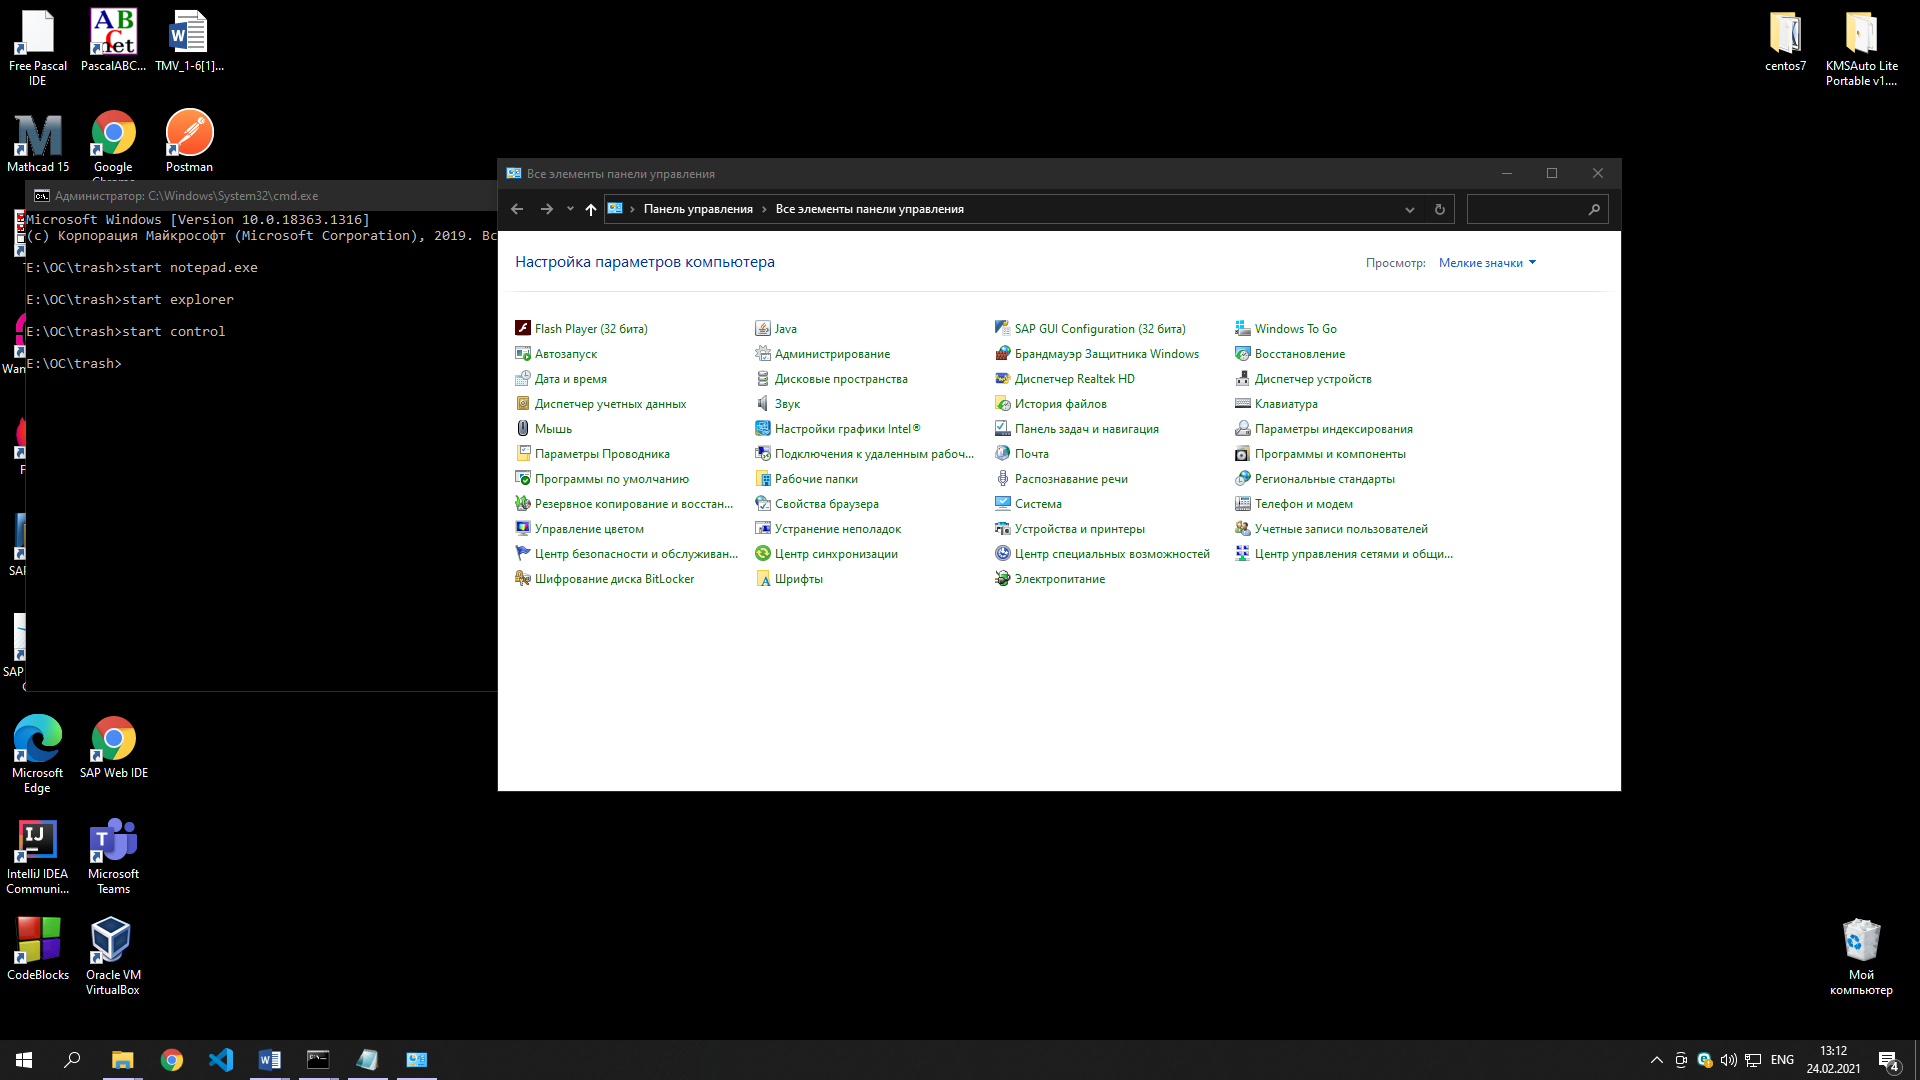 Free Pascal
IDE
PascalABC...
TMV_1-6[1]...
centos7
KMSAuto Lite
Portable v1....
Mathcad 15
Google
Postman
Администратор: C:\Windows\System32\cmd.exe
Microsoft Windows [Version 10.0.18363.1316]
(c) Корпорация Майкрософт (Microsoft Corporation), 2019. Вс
E:\OC\trash>start notepad.exe
E:\OC\trash>start explorer
E:\OC\trash>start control
E:\OC\trash>
Все элементы панели управления
Панель управления
Все элементы панели управления
Настройка параметров компьютера
Просмотр: Мелкие значки
Flash Player (32 бита)
Java
SAP GUI Configuration (32 бита)
Windows To Go
Автозапуск
Администрирование
Брандмауэр Защитника Windows
Восстановление
Дата и время
Дисковые пространства
Диспетчер Realtek HD
Диспетчер устройств
Диспетчер учетных данных
Звук
История файлов
Клавиатура
Мышь
Настройки графики Intel®
Панель задач и навигация
Параметры индексирования
Параметры Проводника
Подключения к удаленным рабоч...
Почта
Программы и компоненты
Программы по умолчанию
Рабочие папки
Распознавание речи
Региональные стандарты
Резервное копирование и восстан...
Свойства браузера
Система
Телефон и модем
Управление цветом
Устранение неполадок
Устройства и принтеры
Учетные записи пользователей
Центр безопасности и обслуживан...
Центр синхронизации
Центр специальных возможностей
Центр управления сетями и общи...
Шифрование диска BitLocker
Шрифты
Электропитание
Wan
F
SAP
SAP
Microsoft
Edge
SAP Web IDE
IntelliJ IDEA
Communi...
Microsoft
Teams
CodeBlocks
Oracle VM
VirtualBox
Мой
компьютер
ENG
13:12
24.02.2021
4